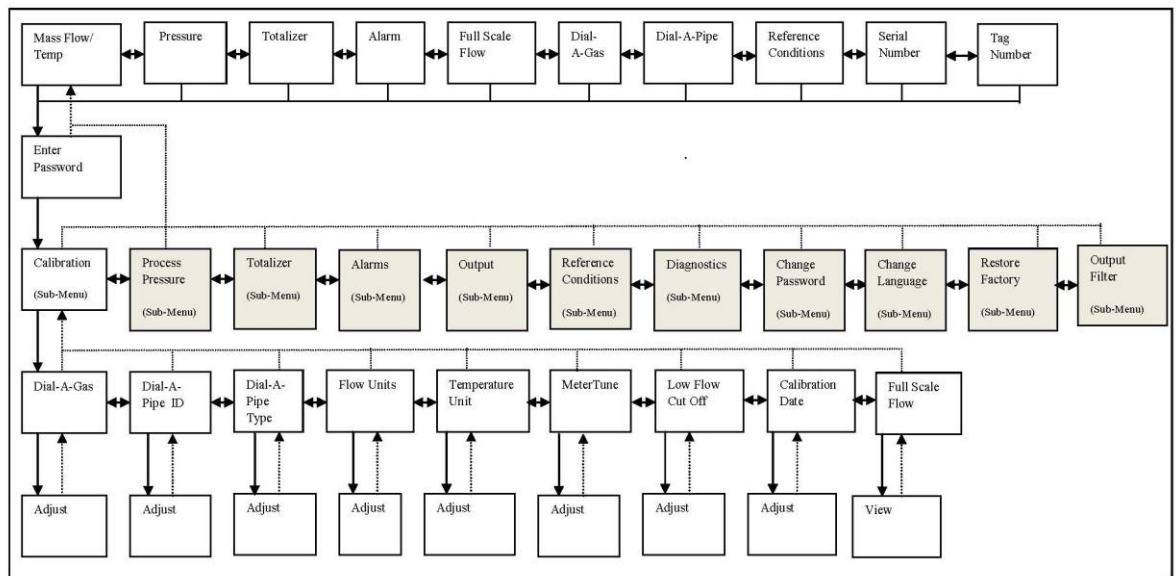 Mass Flow/
Temp
Pressure
Totalizer
Alarm
Full Scale
Flow
Dial-
A-Gas
Dial-A-Pipe
Reference
Conditions
Serial
Number
Tag
Number
Enter
Password
Calibration
(Sub-Menu)
Process
Pressure
(Sub-Menu)
Totalizer
(Sub-Menu)
Alarms
(Sub-Menu)
Output
(Sub-Menu)
Reference
Conditions
(Sub-Menu)
Diagnostics
(Sub-Menu)
Change
Password
(Sub-Menu)
Change
Language
(Sub-Menu)
Restore
Factory
(Sub-Menu)
Output
Filter
(Sub-Menu)
Dial-A-Gas
Dial-A-
Pipe ID
Dial-A-
Pipe
Type
Flow Units
Temperature
Unit
MeterTune
Low Flow
Cut Off
Calibration
Date
Full Scale
Flow
Adjust
Adjust
Adjust
Adjust
Adjust
Adjust
Adjust
Adjust
View